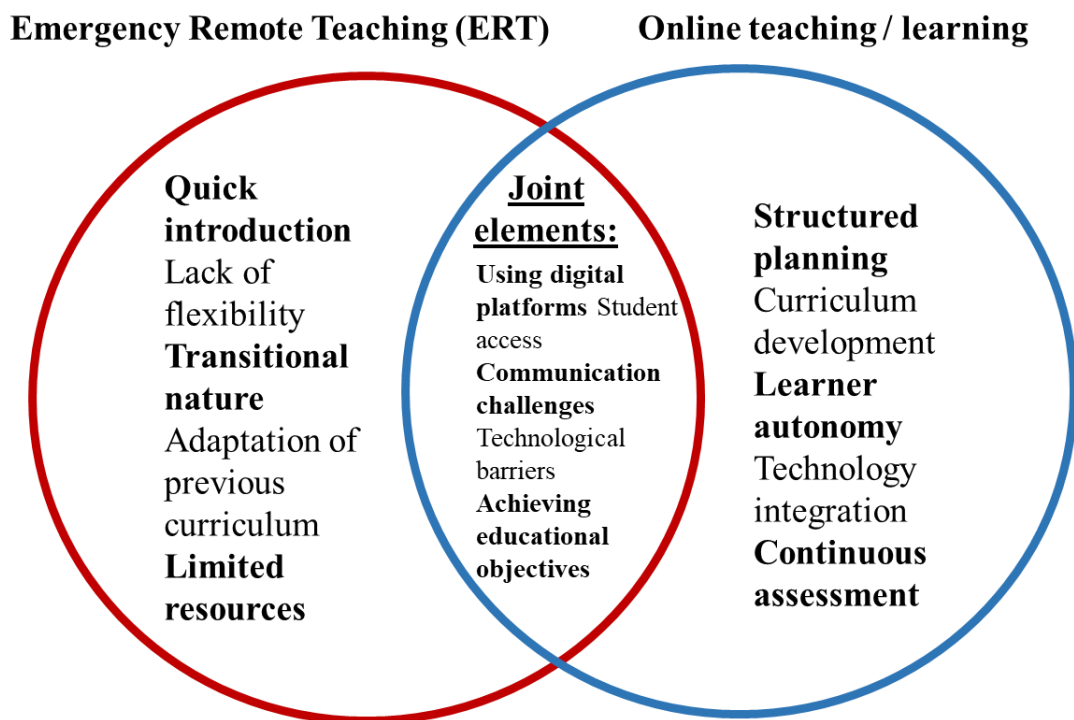 Emergency Remote Teaching (ERT)
Online teaching / learning
Quick
introduction
Lack of
flexibility
Transitional
nature
Adaptation of
previous
curriculum
Limited
resources
Joint
elements:
Using digital
platforms Student
access
Communication
challenges
Technological
barriers
Achieving
educational
objectives
Structured
planning
Curriculum
development
Learner
autonomy
Technology
integration
Continuous
assessment